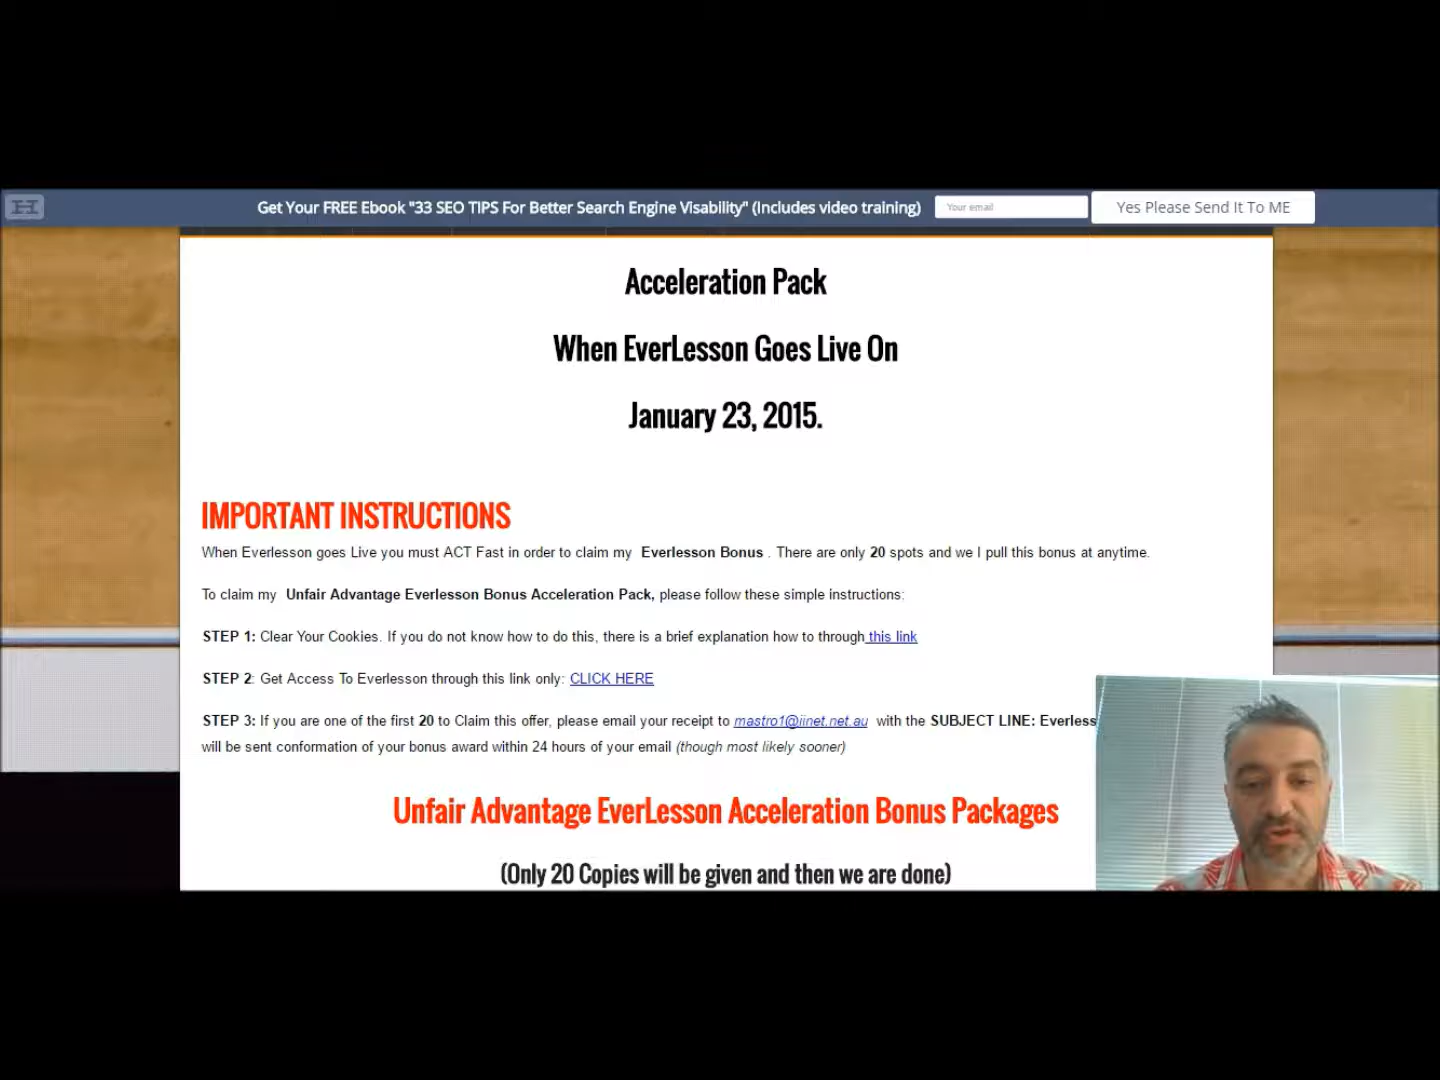 H
Get Your FREE Ebook "33 SEO TIPS For Better Search Engine Visability" (Includes video training)
Your email
Yes Please Send It To ME
Acceleration Pack
When EverLesson Goes Live On
January 23, 2015.
IMPORTANT INSTRUCTIONS
When Everlesson goes Live you must ACT Fast in order to claim my Everlesson Bonus . There are only 20 spots and we I pull this bonus at anytime.
To claim my Unfair Advantage Everlesson Bonus Acceleration Pack, please follow these simple instructions:
STEP 1: Clear Your Cookies. If you do not know how to do this, there is a brief explanation how to through this link
STEP 2: Get Access To Everlesson through this link only: CLICK HERE
STEP 3: If you are one of the first 20 to Claim this offer, please email your receipt to mastro1@iinet.net.au with the SUBJECT LINE: Everless
will be sent conformation of your bonus award within 24 hours of your email (though most likely sooner)
Unfair Advantage EverLesson Acceleration Bonus Packages
(Only 20 Copies will be given and then we are done)